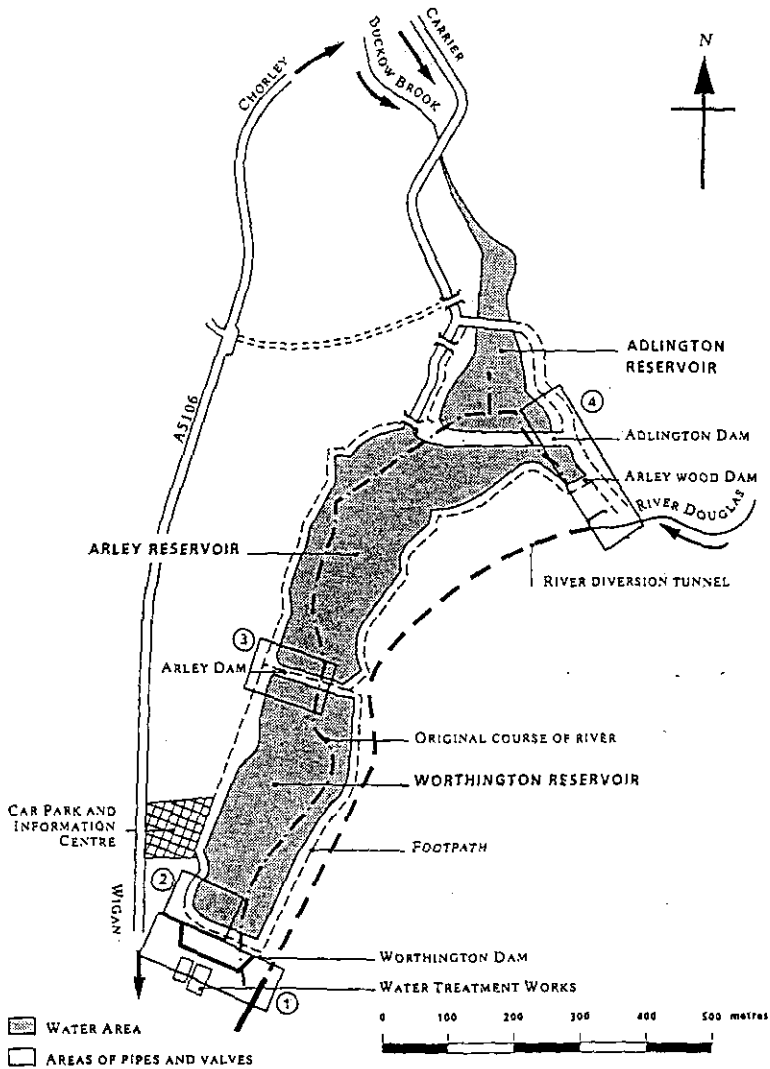 CARRIER
BUCKOW BROOK
CHORLEY
N
ADLINGTON
RESERVOIR
4
A5106
ADLINGTON DAM
ARLEY WOOD DAM
RIVER DOUGLAS
ARLEY RESERVOIR
RIVER DIVERSION TUNNEL
3
ARLEY DAM
ORIGINAL COURSE OF RIVER
WORTHINGTON RESERVOIR
CAR PARK AND
INFORMATION
CENTRE
FOOTPATH
2
WIGAN
WORTHINGTON DAM
WATER TREATMENT WORKS
1
WATER AREA
AREAS OF PIPES AND VALVES
0 100 200 300 400 500 metres